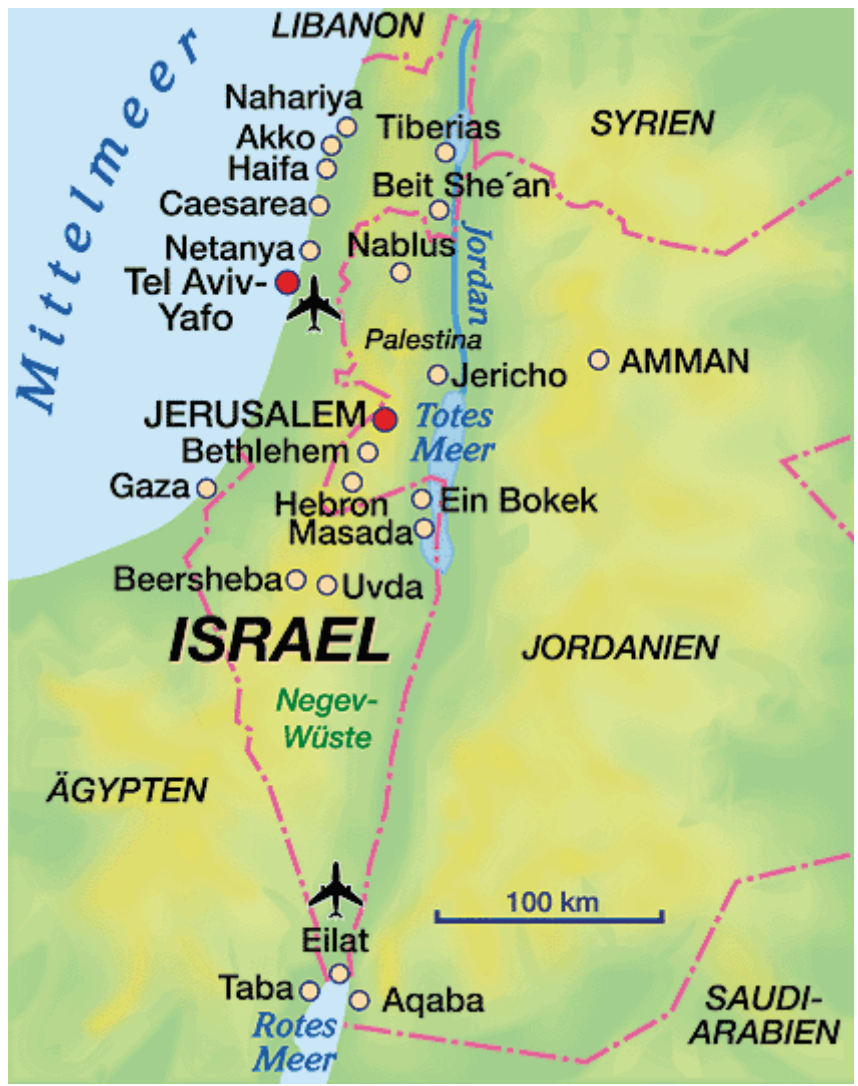 LIBANON
Mittelmeer
Nahariya
Akko
Tiberias
SYRIEN
Haifa
Beit She´an
Caesarea
Netanya
Nablus
Jordan
Tel Aviv-
Yafo
Palestina
Jericho
AMMAN
JERUSALEM
Totes
Meer
Bethlehem
Gaza
Hebron
Ein Bokek
Masada
Beersheba
Uvda
ISRAEL
JORDANIEN
Negev-
Wüste
ÄGYPTEN
100 km
Eilat
Taba
Aqaba
SAUDI-
ARABIEN
Rotes
Meer